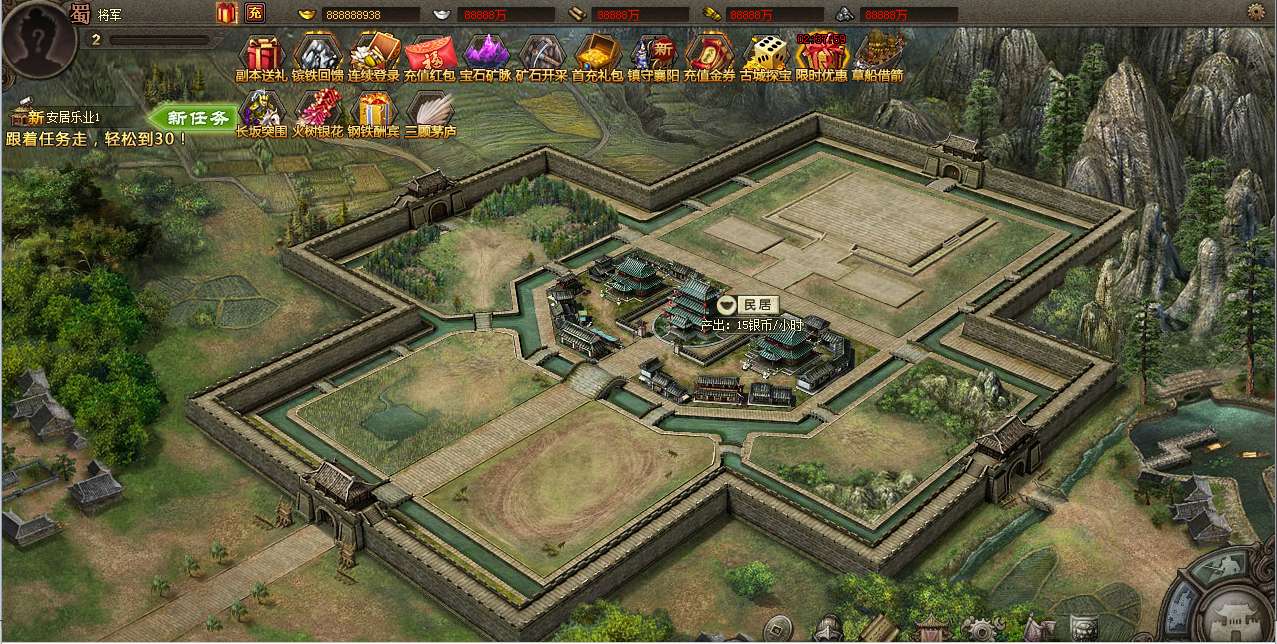 蜀 将军 充 888888938 88888万 88888万 88888万 88888万
2
副本送礼 镔铁回馈 连续登录 充值红包 宝石矿脉 矿石开采 首充礼包 镇守襄阳 充值金券 古城探宝 限时优惠 草船借箭
福 新
新 安居乐业1 新任务
长坂突围 火树银花 钢铁酬宾 三顾茅庐
跟着任务走，轻松到30！
民居
产出：15银币/小时